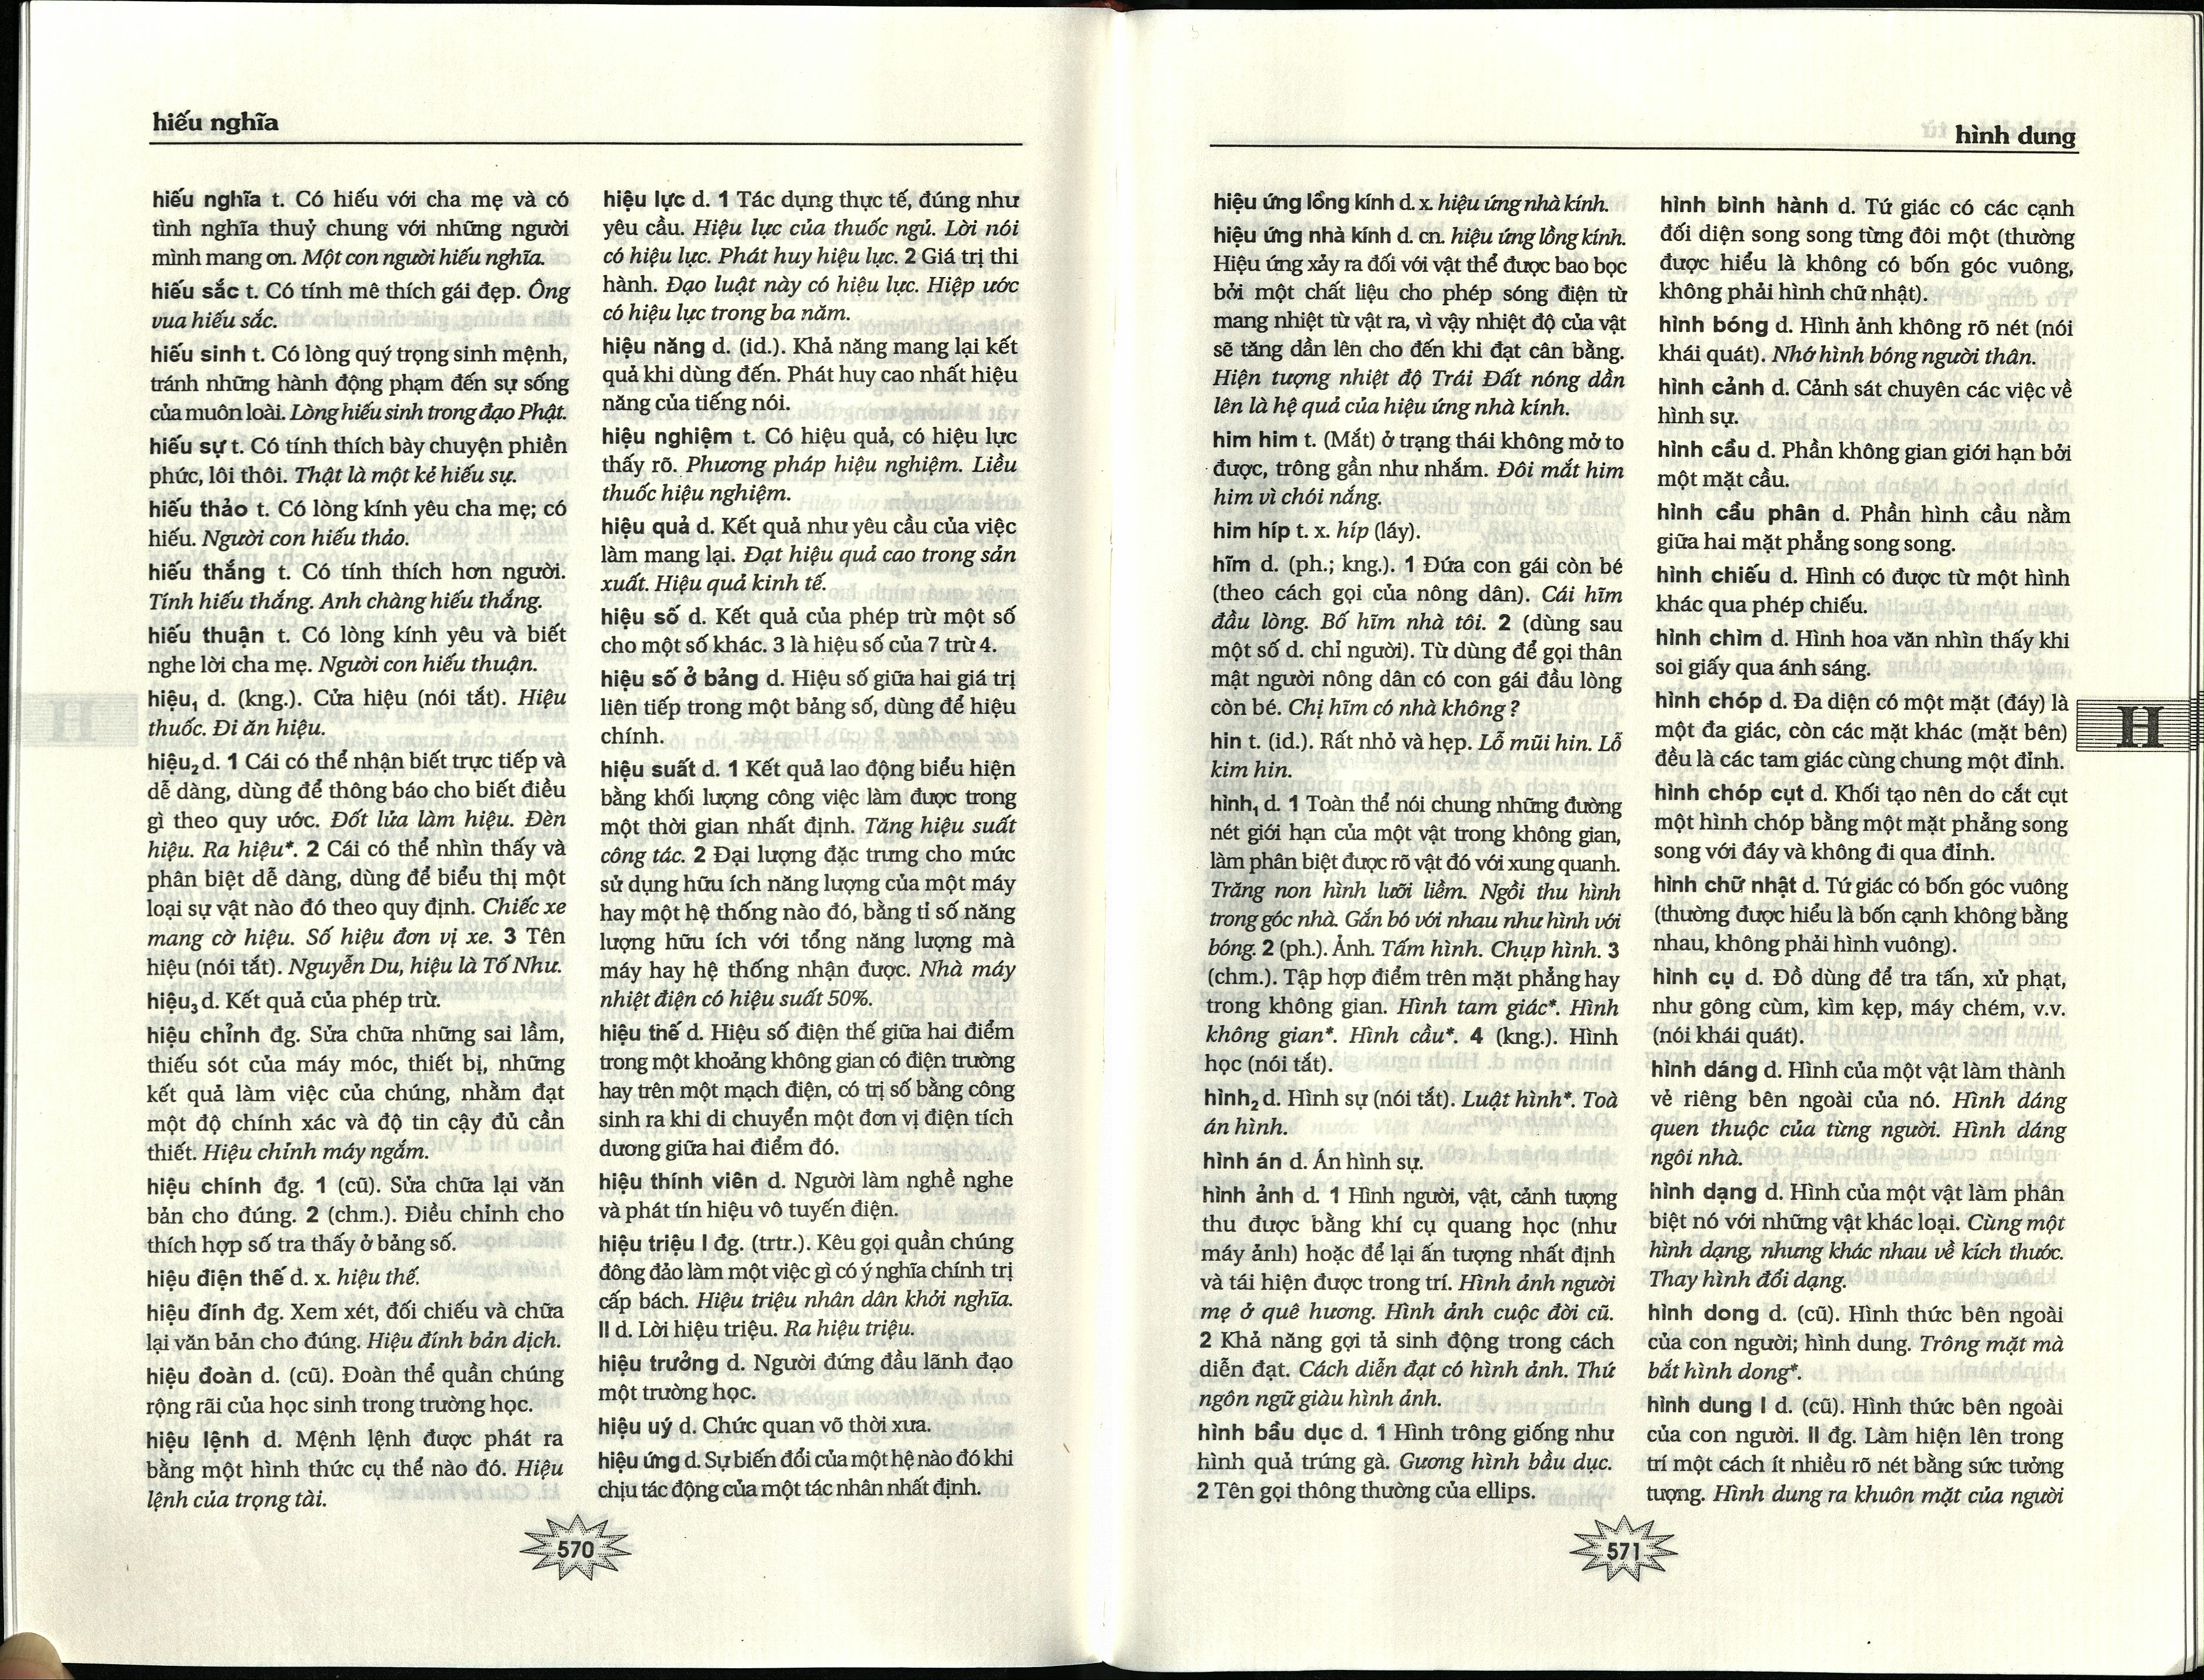 hiếu nghĩa
hiếu nghĩa t. Có hiếu với cha mẹ và có
tình nghĩa thuỷ chung với những người
mình mang ơn. Một con người hiếu nghĩa.
hiếu sắc t. Có tính mê thích gái đẹp. Ông
vua hiếu sắc.
hiếu sinh t. Có lòng quý trọng sinh mệnh,
tránh những hành động phạm đến sự sống
của muôn loài. Lòng hiếu sinh trong đạo Phật.
hiếu sự t. Có tính thích bày chuyện phiền
phức, lôi thôi. Thật là một kẻ hiếu sự.
hiếu thảo t. Có lòng kính yêu cha mẹ; có
hiếu. Người con hiếu thảo.
hiếu thắng t. Có tính thích hơn người.
Tính hiếu thắng. Anh chàng hiếu thắng.
hiếu thuận t. Có lòng kính yêu và biết
nghe lời cha mẹ. Người con hiếu thuận.
hiệu₁ d. (kng.). Cửa hiệu (nói tắt). Hiệu
thuốc. Đi ăn hiệu.
hiệu₂ d. 1 Cái có thể nhận biết trực tiếp và
dễ dàng, dùng để thông báo cho biết điều
gì theo quy ước. Đốt lửa làm hiệu. Đèn
hiệu. Ra hiệu*. 2 Cái có thể nhìn thấy và
phân biệt dễ dàng, dùng để biểu thị một
loại sự vật nào đó theo quy định. Chiếc xe
mang cờ hiệu. Số hiệu đơn vị xe. 3 Tên
hiệu (nói tắt). Nguyễn Du, hiệu là Tố Như.
hiệu₃ d. Kết quả của phép trừ.
hiệu chỉnh đg. Sửa chữa những sai lầm,
thiếu sót của máy móc, thiết bị, những
kết quả làm việc của chúng, nhằm đạt
một độ chính xác và độ tin cậy đủ cần
thiết. Hiệu chỉnh máy ngắm.
hiệu chính đg. 1 (cũ). Sửa chữa lại văn
bản cho đúng. 2 (chm.). Điều chỉnh cho
thích hợp số tra thấy ở bảng số.
hiệu điện thế d. x. hiệu thế.
hiệu đính đg. Xem xét, đối chiếu và chữa
lại văn bản cho đúng. Hiệu đính bản dịch.
hiệu đoàn d. (cũ). Đoàn thể quần chúng
rộng rãi của học sinh trong trường học.
hiệu lệnh d. Mệnh lệnh được phát ra
bằng một hình thức cụ thể nào đó. Hiệu
lệnh của trọng tài.
hiệu lực d. 1 Tác dụng thực tế, đúng như
yêu cầu. Hiệu lực của thuốc ngủ. Lời nói
có hiệu lực. Phát huy hiệu lực. 2 Giá trị thi
hành. Đạo luật này có hiệu lực. Hiệp ước
có hiệu lực trong ba năm.
hiệu năng d. (id.). Khả năng mang lại kết
quả khi dùng đến. Phát huy cao nhất hiệu
năng của tiếng nói.
hiệu nghiệm t. Có hiệu quả, có hiệu lực
thấy rõ. Phương pháp hiệu nghiệm. Liều
thuốc hiệu nghiệm.
hiệu quả d. Kết quả như yêu cầu của việc
làm mang lại. Đạt hiệu quả cao trong sản
xuất. Hiệu quả kinh tế.
hiệu số d. Kết quả của phép trừ một số
cho một số khác. 3 là hiệu số của 7 trừ 4.
hiệu số ở bảng d. Hiệu số giữa hai giá trị
liên tiếp trong một bảng số, dùng để hiệu
chính.
hiệu suất d. 1 Kết quả lao động biểu hiện
bằng khối lượng công việc làm được trong
một thời gian nhất định. Tăng hiệu suất
công tác. 2 Đại lượng đặc trưng cho mức
sử dụng hữu ích năng lượng của một máy
hay một hệ thống nào đó, bằng tỉ số năng
lượng hữu ích với tổng năng lượng mà
máy hay hệ thống nhận được. Nhà máy
nhiệt điện có hiệu suất 50%.
hiệu thế d. Hiệu số điện thế giữa hai điểm
trong một khoảng không gian có điện trường
hay trên một mạch điện, có trị số bằng công
sinh ra khi di chuyển một đơn vị điện tích
dương giữa hai điểm đó.
hiệu thính viên d. Người làm nghề nghe
và phát tín hiệu vô tuyến điện.
hiệu triệu I đg. (trtr.). Kêu gọi quần chúng
đông đảo làm một việc gì có ý nghĩa chính trị
cấp bách. Hiệu triệu nhân dân khởi nghĩa.
II d. Lời hiệu triệu. Ra hiệu triệu.
hiệu trưởng d. Người đứng đầu lãnh đạo
một trường học.
hiệu uý d. Chức quan võ thời xưa.
hiệu ứng d. Sự biến đổi của một hệ nào đó khi
chịu tác động của một tác nhân nhất định.
570
hình dung
hiệu ứng lồng kính d. x. hiệu ứng nhà kính.
hiệu ứng nhà kính d. cn. hiệu ứng lồng kính.
Hiệu ứng xảy ra đối với vật thể được bao bọc
bởi một chất liệu cho phép sóng điện từ
mang nhiệt từ vật ra, vì vậy nhiệt độ của vật
sẽ tăng dần lên cho đến khi đạt cân bằng.
Hiện tượng nhiệt độ Trái Đất nóng dần
lên là hệ quả của hiệu ứng nhà kính.
him him t. (Mắt) ở trạng thái không mở to
được, trông gần như nhắm. Đôi mắt him
him vì chói nắng.
him híp t. x. híp (láy).
hĩm d. (ph.; kng.). 1 Đứa con gái còn bé
(theo cách gọi của nông dân). Cái hĩm
đầu lòng. Bố hĩm nhà tôi. 2 (dùng sau
một số d. chỉ người). Từ dùng để gọi thân
mật người nông dân có con gái đầu lòng
còn bé. Chị hĩm có nhà không ?
hin t. (id.). Rất nhỏ và hẹp. Lỗ mũi hin. Lỗ
kim hin.
hình₁ d. 1 Toàn thể nói chung những đường
nét giới hạn của một vật trong không gian,
làm phân biệt được rõ vật đó với xung quanh.
Trăng non hình lưỡi liềm. Ngồi thu hình
trong góc nhà. Gắn bó với nhau như hình với
bóng. 2 (ph.). Ảnh. Tấm hình. Chụp hình. 3
(chm.). Tập hợp điểm trên mặt phẳng hay
trong không gian. Hình tam giác*. Hình
không gian*. Hình cầu*. 4 (kng.). Hình
học (nói tắt).
hình₂ d. Hình sự (nói tắt). Luật hình*. Toà
án hình.
hình án d. Án hình sự.
hình ảnh d. 1 Hình người, vật, cảnh tượng
thu được bằng khí cụ quang học (như
máy ảnh) hoặc để lại ấn tượng nhất định
và tái hiện được trong trí. Hình ảnh người
mẹ ở quê hương. Hình ảnh cuộc đời cũ.
2 Khả năng gợi tả sinh động trong cách
diễn đạt. Cách diễn đạt có hình ảnh. Thứ
ngôn ngữ giàu hình ảnh.
hình bầu dục d. 1 Hình trông giống như
hình quả trứng gà. Gương hình bầu dục.
2 Tên gọi thông thường của ellips.
hình bình hành d. Tứ giác có các cạnh
đối diện song song từng đôi một (thường
được hiểu là không có bốn góc vuông,
không phải hình chữ nhật).
hình bóng d. Hình ảnh không rõ nét (nói
khái quát). Nhớ hình bóng người thân.
hình cảnh d. Cảnh sát chuyên các việc về
hình sự.
hình cầu d. Phần không gian giới hạn bởi
một mặt cầu.
hình cầu phân d. Phần hình cầu nằm
giữa hai mặt phẳng song song.
hình chiếu d. Hình có được từ một hình
khác qua phép chiếu.
hình chìm d. Hình hoa văn nhìn thấy khi
soi giấy qua ánh sáng.
hình chóp d. Đa diện có một mặt (đáy) là
một đa giác, còn các mặt khác (mặt bên)
đều là các tam giác cùng chung một đỉnh.
hình chóp cụt d. Khối tạo nên do cắt cụt
một hình chóp bằng một mặt phẳng song
song với đáy và không đi qua đỉnh.
hình chữ nhật d. Tứ giác có bốn góc vuông
(thường được hiểu là bốn cạnh không bằng
nhau, không phải hình vuông).
hình cụ d. Đồ dùng để tra tấn, xử phạt,
như gông cùm, kìm kẹp, máy chém, v.v.
(nói khái quát).
hình dáng d. Hình của một vật làm thành
vẻ riêng bên ngoài của nó. Hình dáng
quen thuộc của từng người. Hình dáng
ngôi nhà.
hình dạng d. Hình của một vật làm phân
biệt nó với những vật khác loại. Cùng một
hình dạng, nhưng khác nhau về kích thước.
Thay hình đổi dạng.
hình dong d. (cũ). Hình thức bên ngoài
của con người; hình dung. Trông mặt mà
bắt hình dong*.
hình dung I d. (cũ). Hình thức bên ngoài
của con người. II đg. Làm hiện lên trong
trí một cách ít nhiều rõ nét bằng sức tưởng
tượng. Hình dung ra khuôn mặt của người
H
571